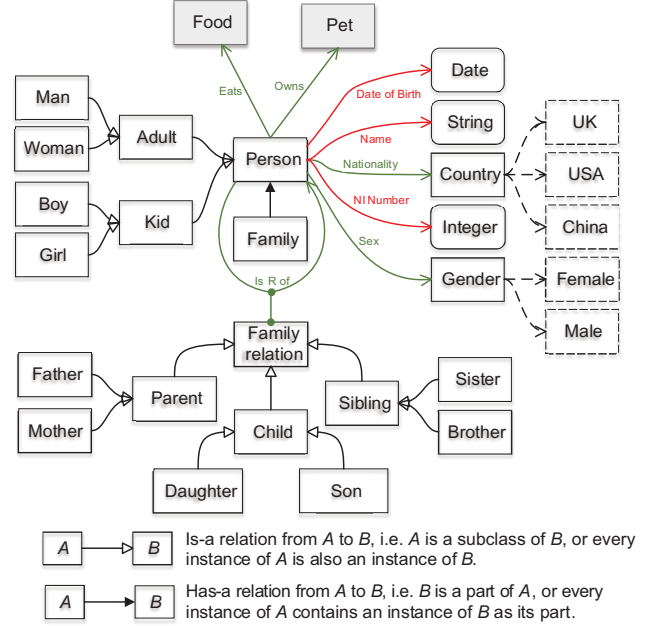 Food
Pet
Eats
Owns
Man
Woman
Adult
Boy
Girl
Kid
Person
Family
Date of Birth
Date
Name
String
Nationality
Country
NI Number
Integer
Sex
Gender
UK
USA
China
Female
Male
Is R of
Family
relation
Father
Mother
Parent
Child
Sibling
Sister
Brother
Daughter
Son
A
B
Is-a relation from A to B, i.e. A is a subclass of B, or every
instance of A is also an instance of B.
A
B
Has-a relation from A to B, i.e. B is a part of A, or every
instance of A contains an instance of B as its part.